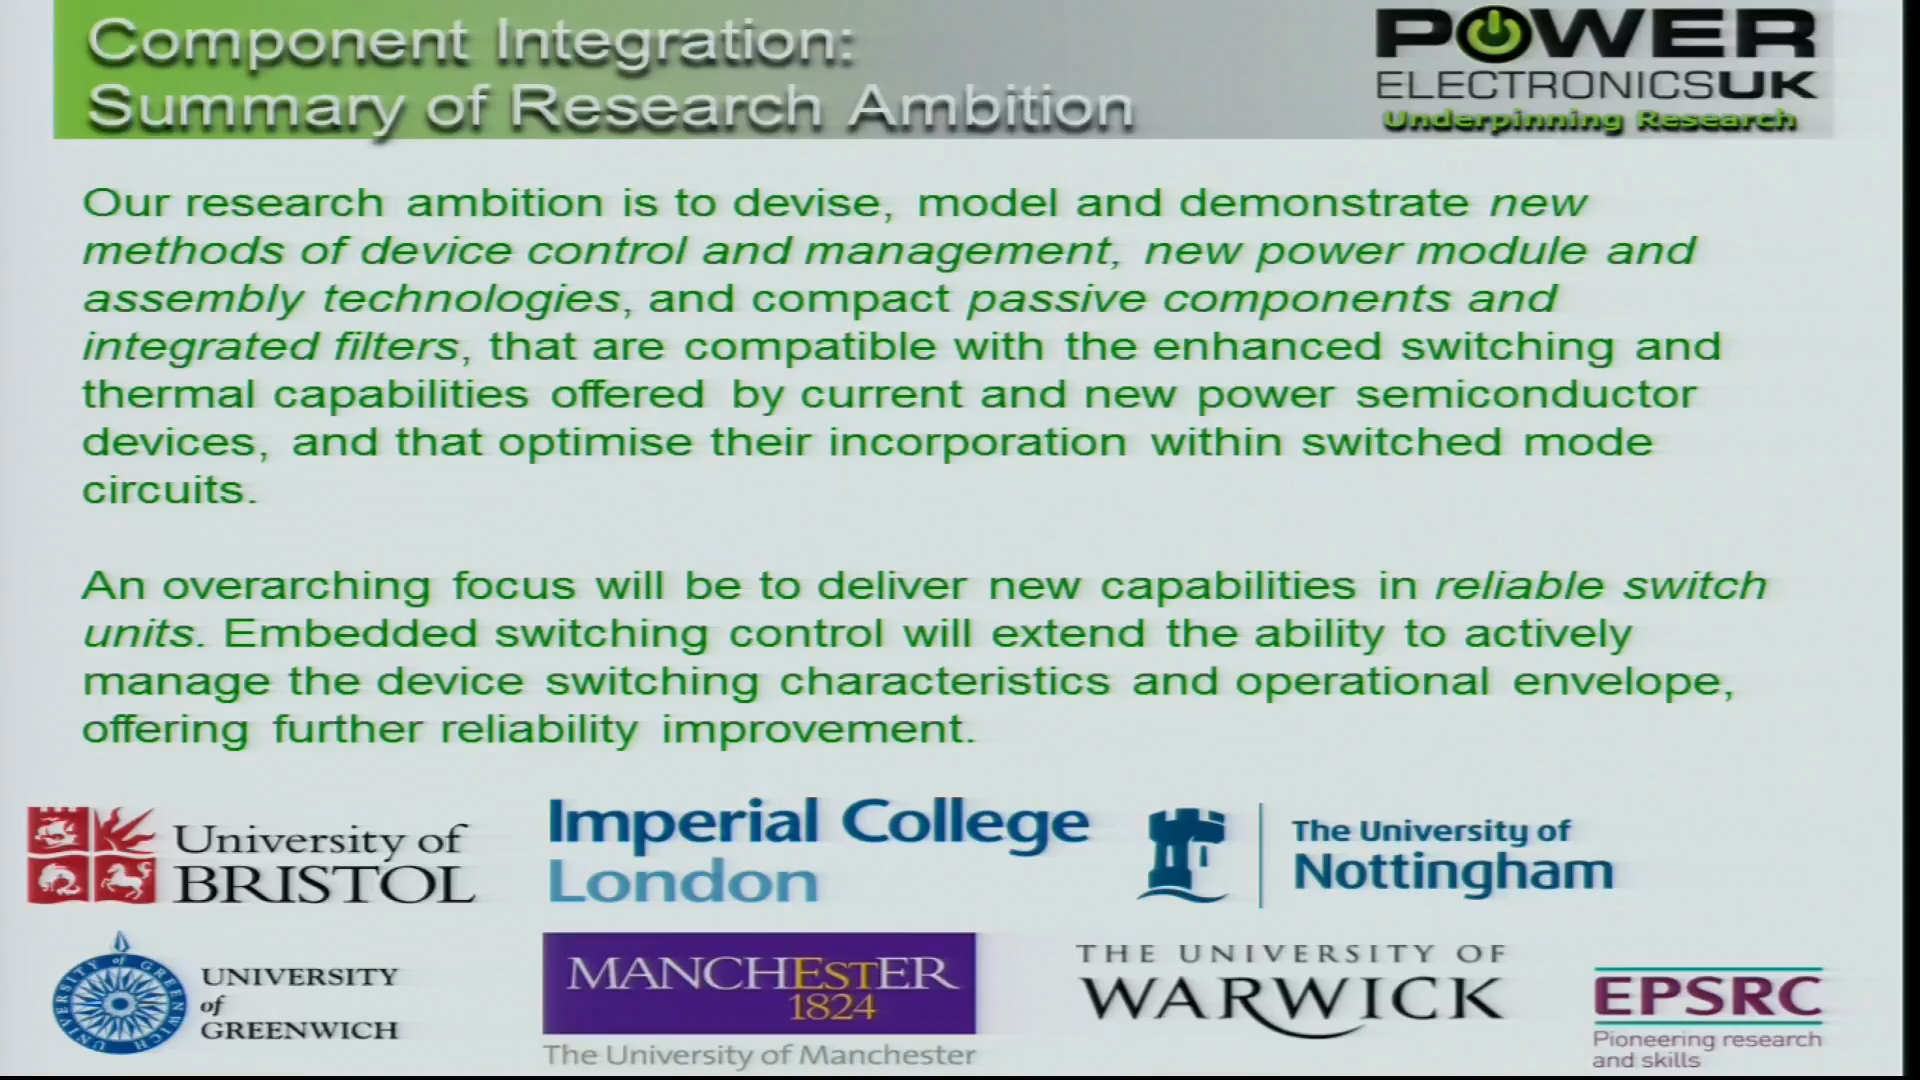 Component Integration:
Summary of Research Ambition
POWER
ELECTRONICSUK
Underpinning Research
Our research ambition is to devise, model and demonstrate new
methods of device control and management, new power module and
assembly technologies, and compact passive components and
integrated filters, that are compatible with the enhanced switching and
thermal capabilities offered by current and new power semiconductor
devices, and that optimise their incorporation within switched mode
circuits.
An overarching focus will be to deliver new capabilities in reliable switch
units. Embedded switching control will extend the ability to actively
manage the device switching characteristics and operational envelope,
offering further reliability improvement.
University of
BRISTOL
Imperial College
London
The University of
Nottingham
UNIVERSITY of GREENWICH
UNIVERSITY
of
GREENWICH
MANCHESTER
1824
The University of Manchester
THE UNIVERSITY OF
WARWICK
EPSRC
Pioneering research
and skills